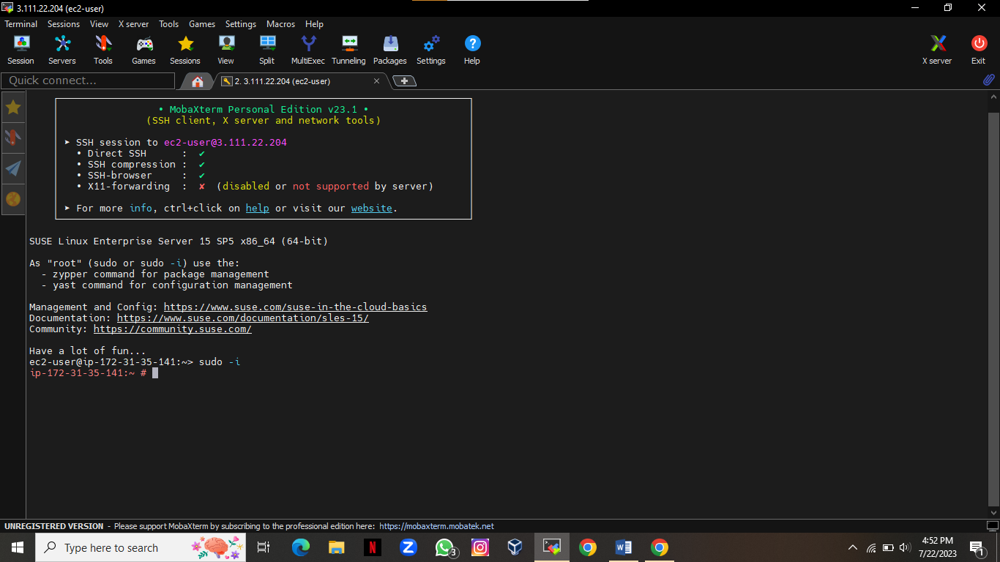 3.111.22.204 (ec2-user)
Terminal Sessions View X server Tools Games Settings Macros Help
Session Servers Tools Games Sessions View Split MultiExec Tunneling Packages Settings Help X server Exit
Quick connect... 2. 3.111.22.204 (ec2-user)
• MobaXterm Personal Edition v23.1 •
(SSH client, X server and network tools)
➤ SSH session to ec2-user@3.111.22.204
• Direct SSH : ✔
• SSH compression : ✔
• SSH-browser : ✔
• X11-forwarding : ✘ (disabled or not supported by server)
➤ For more info, ctrl+click on help or visit our website.
SUSE Linux Enterprise Server 15 SP5 x86_64 (64-bit)
As "root" (sudo or sudo -i) use the:
- zypper command for package management
- yast command for configuration management
Management and Config: https://www.suse.com/suse-in-the-cloud-basics
Documentation: https://www.suse.com/documentation/sles-15/
Community: https://community.suse.com/
Have a lot of fun...
ec2-user@ip-172-31-35-141:~> sudo -i
ip-172-31-35-141:~ #
UNREGISTERED VERSION - Please support MobaXterm by subscribing to the professional edition here: https://mobaxterm.mobatek.net
Type here to search
3
4:52 PM
7/22/2023
1